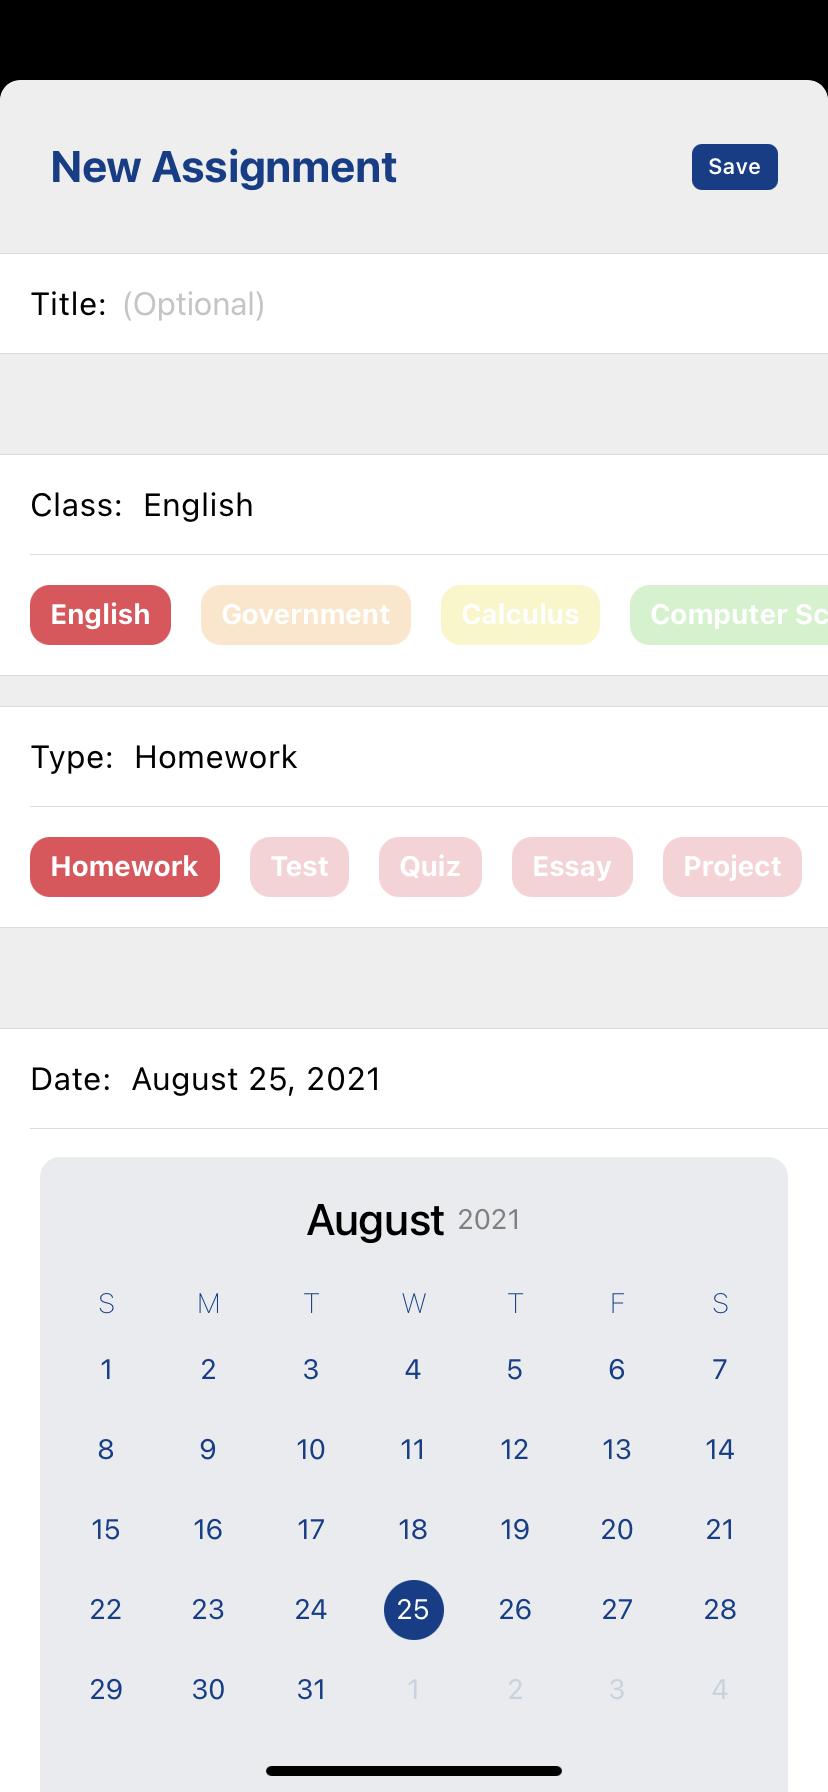 New Assignment Save
Title: (Optional)
Class: English
English Government Calculus Computer Sc
Type: Homework
Homework Test Quiz Essay Project
Date: August 25, 2021
August 2021
S M T W T F S
1 2 3 4 5 6 7
8 9 10 11 12 13 14
15 16 17 18 19 20 21
22 23 24 25 26 27 28
29 30 31 1 2 3 4